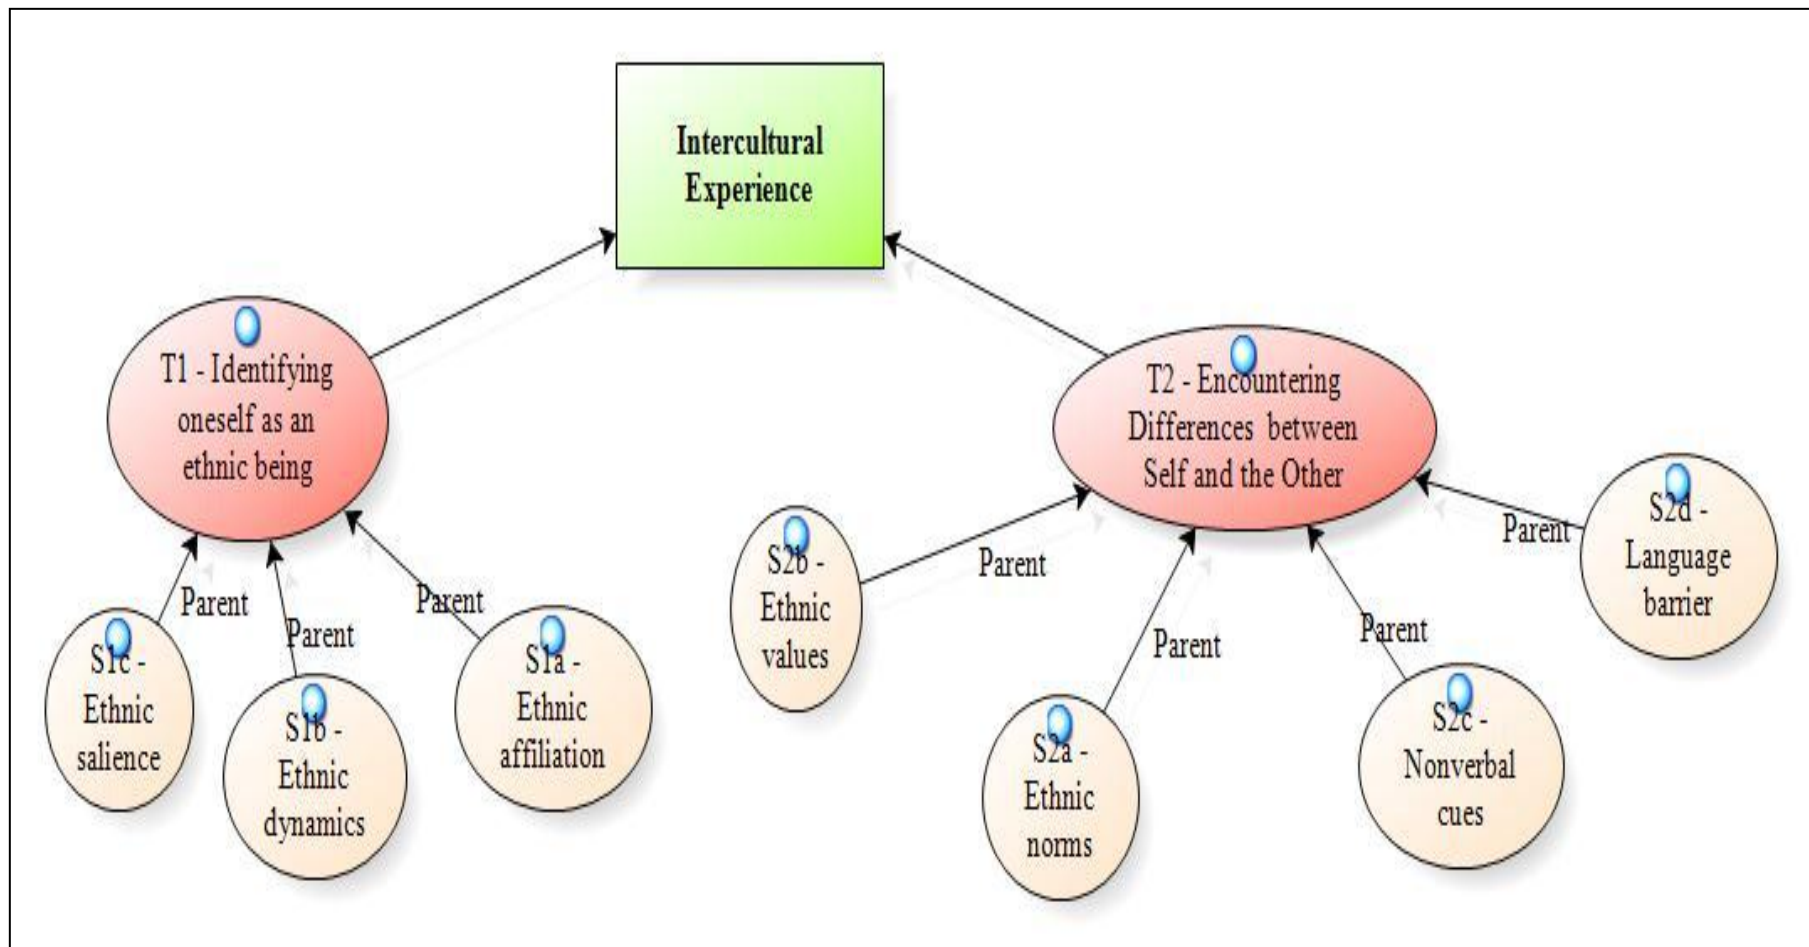 Intercultural
Experience
T1 - Identifying
oneself as an
ethnic being
T2 - Encountering
Differences between
Self and the Other
Parent
Parent
Parent
Parent
Parent
Parent
Parent
S1c -
Ethnic
salience
S1b -
Ethnic
dynamics
S1a -
Ethnic
affiliation
S2b -
Ethnic
values
S2a -
Ethnic
norms
S2c -
Nonverbal
cues
S2d -
Language
barrier